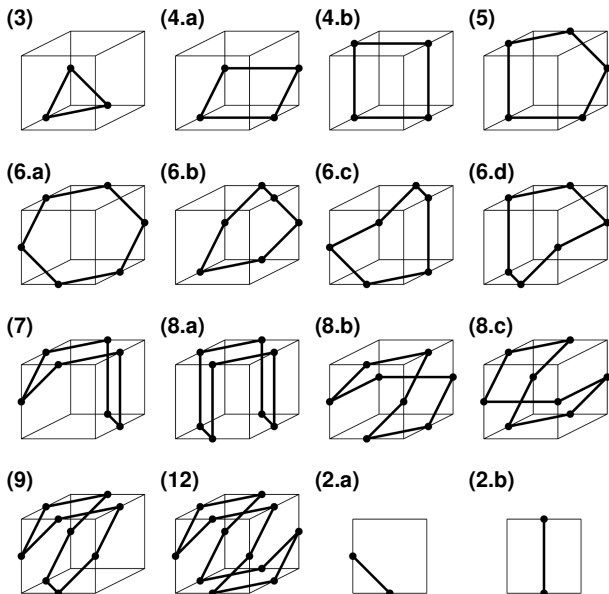 (3) (4.a) (4.b) (5)
(6.a) (6.b) (6.c) (6.d)
(7) (8.a) (8.b) (8.c)
(9) (12) (2.a) (2.b)